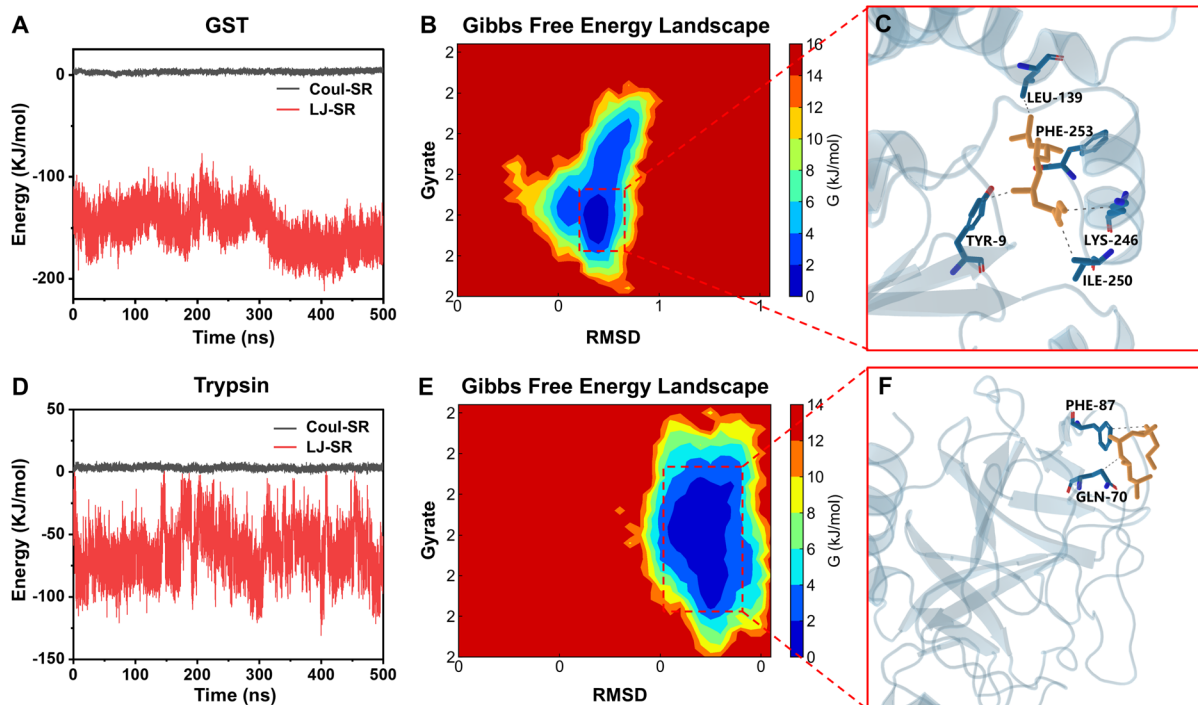 A
GST
0
-100
-200
Energy (KJ/mol)
Coul-SR
LJ-SR
0
100
200
300
400
500
Time (ns)
B
Gibbs Free Energy Landscape
2
2
2
2
2
2
2
Gyrate
0
0
1
1
RMSD
16
14
12
10
8
6
4
2
0
G (kJ/mol)
C
LEU-139
PHE-253
TYR-9
LYS-246
ILE-250
D
Trypsin
50
0
-50
-100
-150
Energy (KJ/mol)
Coul-SR
LJ-SR
0
100
200
300
400
500
Time (ns)
E
Gibbs Free Energy Landscape
2
2
2
2
2
2
2
Gyrate
0
0
0
0
RMSD
14
12
10
8
6
4
2
0
G (kJ/mol)
F
PHE-87
GLN-70